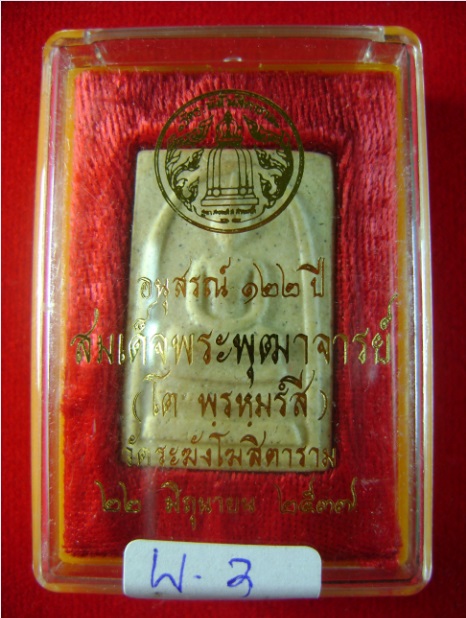 อนุสรณ์ ๑๒๒ ปี
สมเด็จพระพุฒาจารย์
(โต พฺรหฺมรํสี)
วัดระฆังโฆสิตาราม
๒๒ มิถุนายน ๒๕๓๗
พ.3